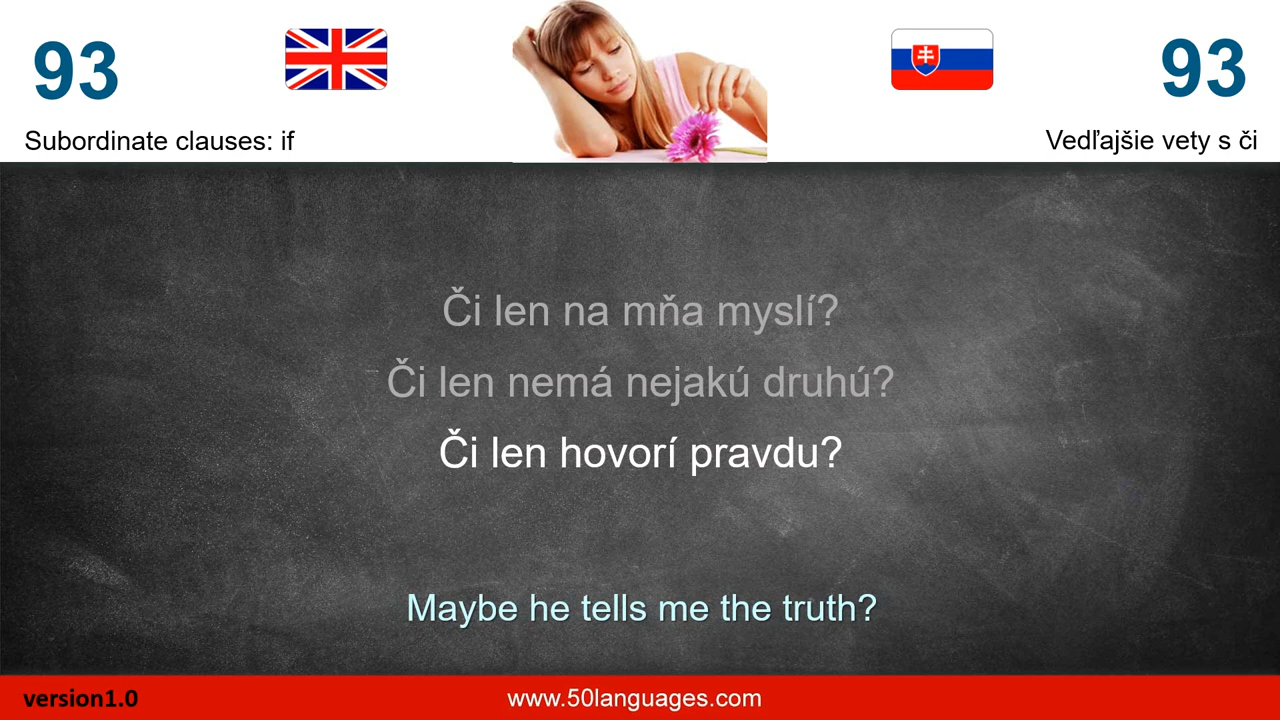 93
93
Subordinate clauses: if
Vedľajšie vety s či
Či len na mňa myslí?
Či len nemá nejakú druhú?
Či len hovorí pravdu?
Maybe he tells me the truth?
version1.0
www.50languages.com